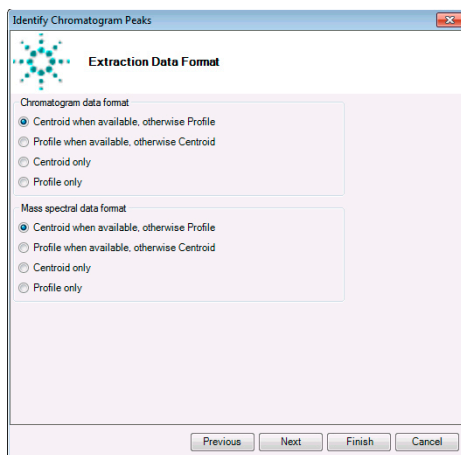 Identify Chromatogram Peaks
Extraction Data Format
Chromatogram data format
Centroid when available, otherwise Profile
Profile when available, otherwise Centroid
Centroid only
Profile only
Mass spectral data format
Centroid when available, otherwise Profile
Profile when available, otherwise Centroid
Centroid only
Profile only
Previous Next Finish Cancel